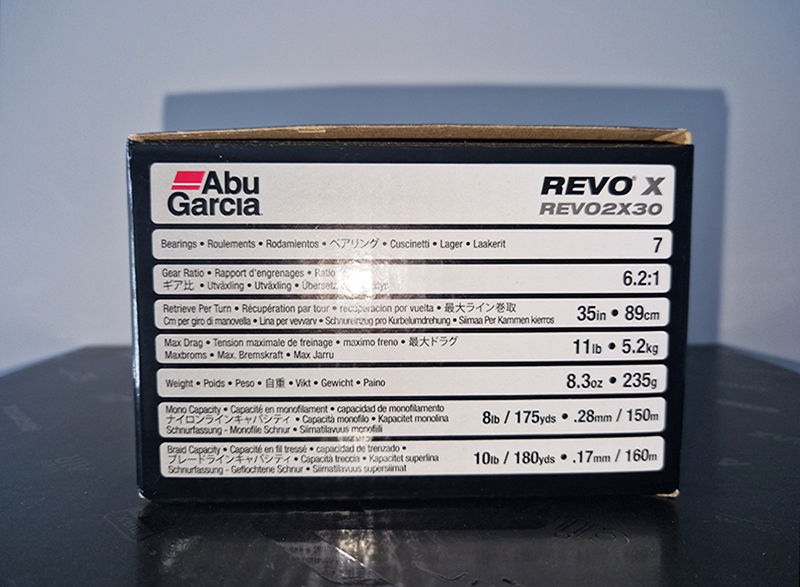 Abu
Garcia
REVO® X
REVO2X30
Bearings • Roulements • Rodamientos • ベアリング • Cuscinetti • Lager • Laakerit
7
Gear Ratio • Rapport d'engrenages • Ratio
ギア比 • Utväxling • Utväxling •
6.2:1
Retrieve Per Turn • Récupération par tour • recuperacion por vuelta • 最大ライン巻取
Cm per giro di manovella • Lina per vevvarv • Schnureinzug pro Kurbelumdrehung • Siimaa Per Kammen kierros
35in • 89cm
Max Drag • Tension maximale de freinage • maximo freno • 最大ドラグ
Maxbroms • Max. Bremskraft • Max Jarru
11lb • 5.2kg
Weight • Poids • Peso • 自重 • Vikt • Gewicht • Paino
8.3oz • 235g
Mono Capacity • Capacité en monofilament • capacidad de monofilamento
ナイロンラインキャパシティ • Capacità monofilo • Kapacitet monolina
Schnurfassung - Monofile Schnur • Siimatilavuus monofiili
8lb / 175yds • .28mm / 150m
Braid Capacity • Capacité en fil tressé • capacidad de trenzado •
ブレードラインキャパシティ • Capacità treccia • Kapacitet superlina
Schnurfassung - Geflochtene Schnur • Siimatilavuus supersiimat
10lb / 180yds • .17mm / 160m